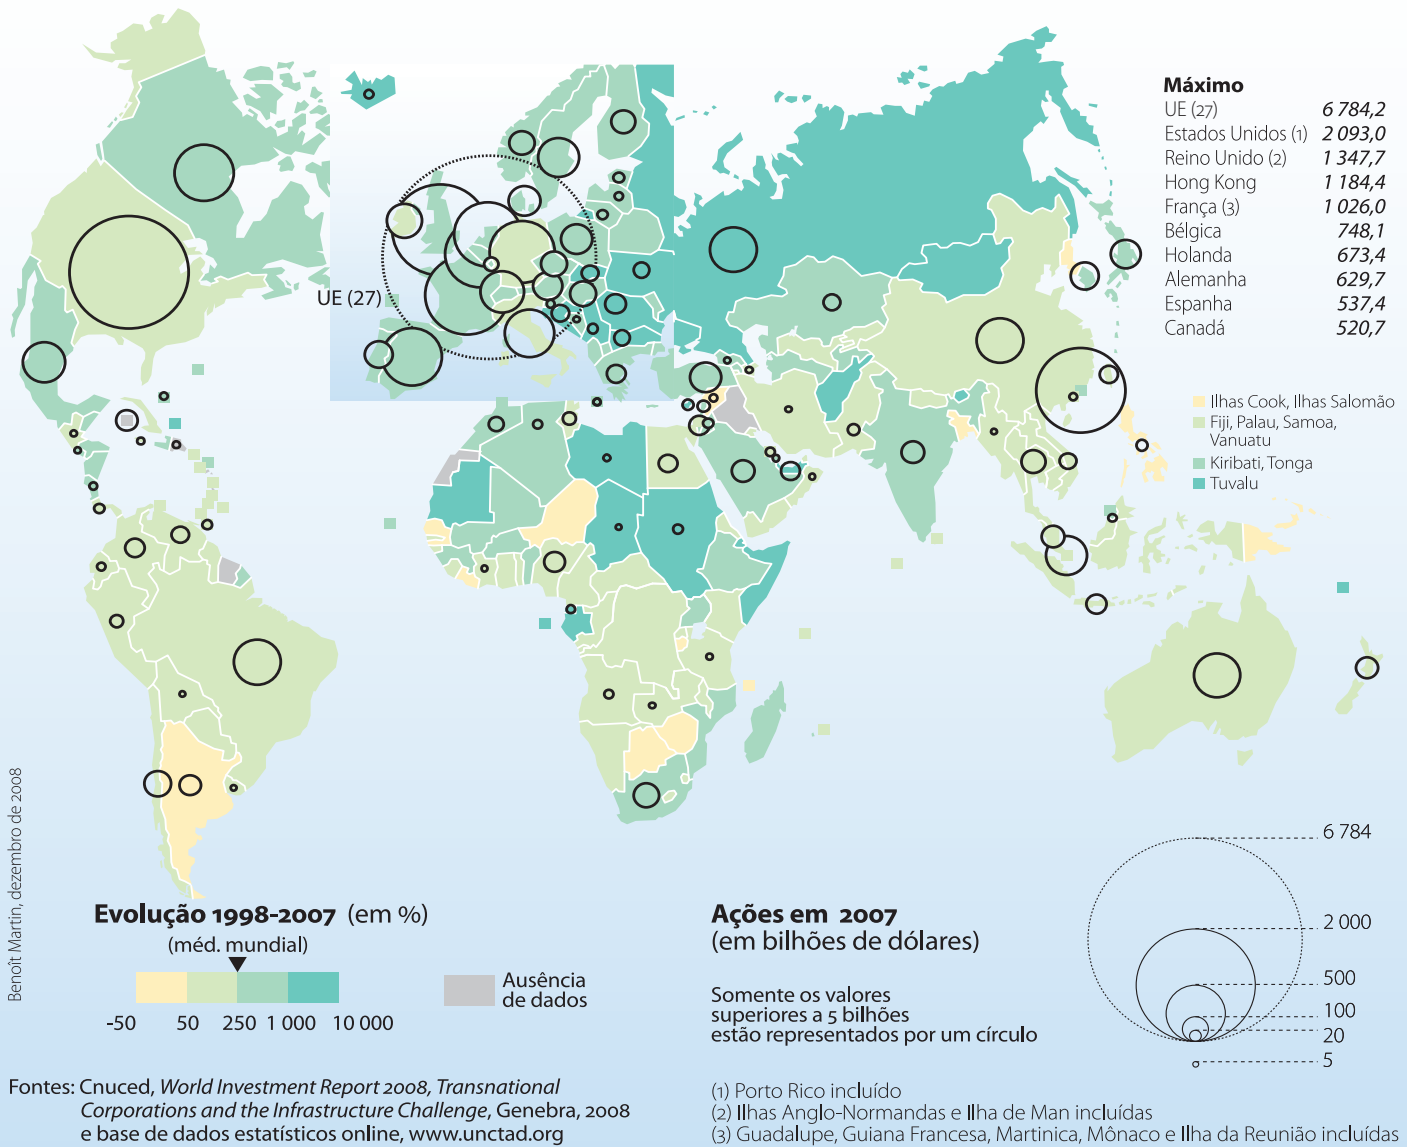 Máximo
UE (27) 6 784,2
Estados Unidos (1) 2 093,0
Reino Unido (2) 1 347,7
Hong Kong 1 184,4
França (3) 1 026,0
Bélgica 748,1
Holanda 673,4
Alemanha 629,7
Espanha 537,4
Canadá 520,7
UE (27)
Ilhas Cook, Ilhas Salomão
Fiji, Palau, Samoa,
Vanuatu
Kiribati, Tonga
Tuvalu
Benoît Martin, dezembro de 2008
Evolução 1998-2007 (em %)
(méd. mundial)
-50 50 250 1 000 10 000
Ausência
de dados
Ações em 2007
(em bilhões de dólares)
Somente os valores
superiores a 5 bilhões
estão representados por um círculo
6 784
2 000
500
100
20
5
Fontes: Cnuced, World Investment Report 2008, Transnational
Corporations and the Infrastructure Challenge, Genebra, 2008
e base de dados estatísticos online, www.unctad.org
(1) Porto Rico incluído
(2) Ilhas Anglo-Normandas e Ilha de Man incluídas
(3) Guadalupe, Guiana Francesa, Martinica, Mônaco e Ilha da Reunião incluídas